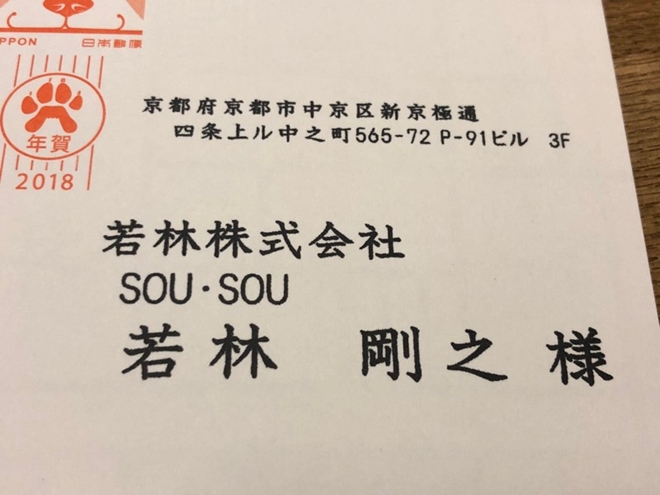 NIPPON 日本郵便
年賀
2018
京都府京都市中京区新京極通
四条上ル中之町565-72 P-91ビル 3F
若林株式会社
SOU・SOU
若林 剛之 様